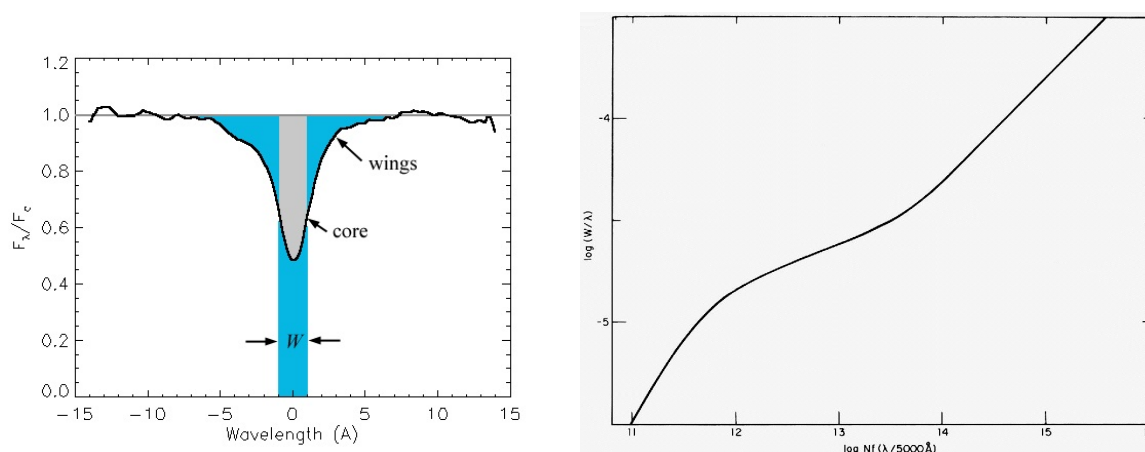 1.2
1.0
0.8
0.6
0.4
0.2
0.0
F_λ/F_c
wings
core
W
-15 -10 -5 0 5 10 15
Wavelength (A)
-4
-5
log (W/λ)
11 12 13 14 15
log Nf (λ/5000Å)